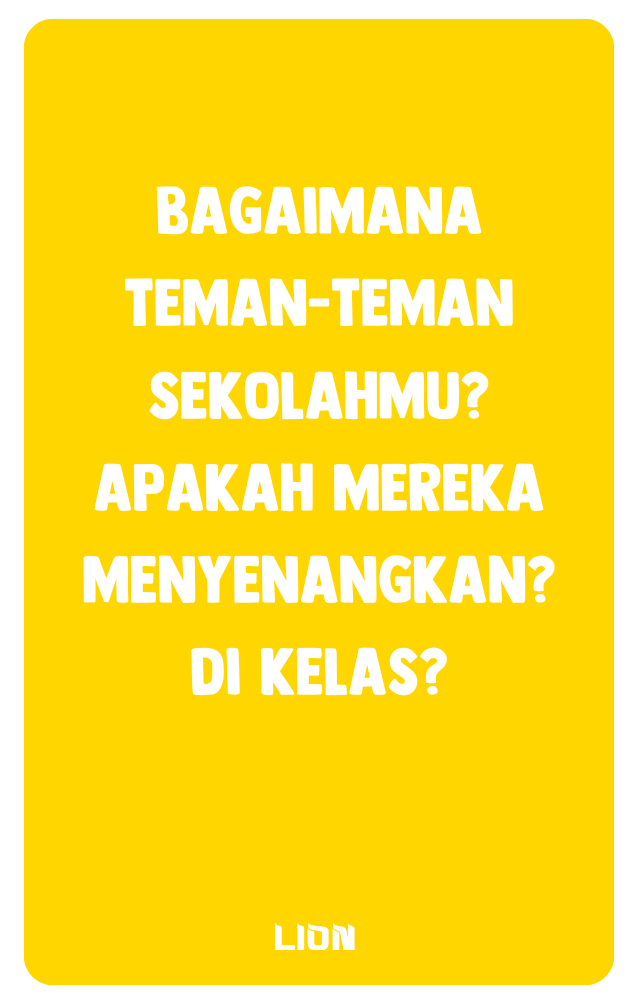 BAGAIMANA
TEMAN-TEMAN
SEKOLAHMU?
APAKAH MEREKA
MENYENANGKAN?
DI KELAS?
LION